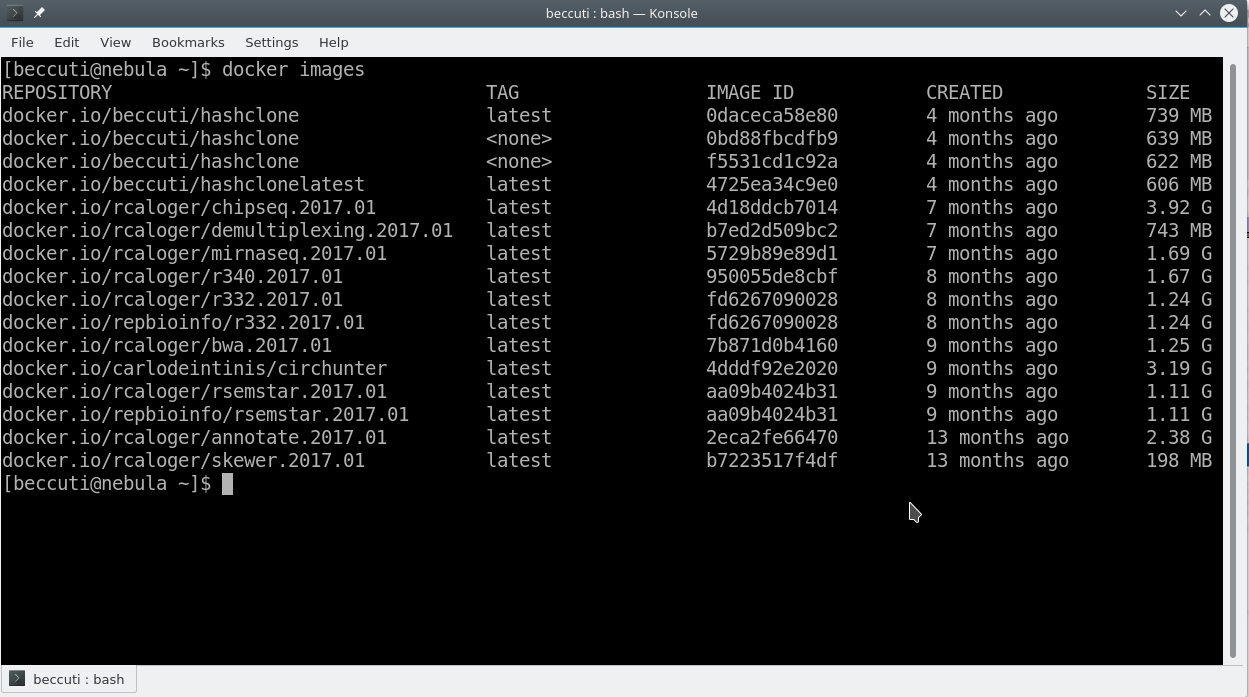 beccuti : bash — Konsole
File Edit View Bookmarks Settings Help
[beccuti@nebula ~]$ docker images
REPOSITORY TAG IMAGE ID CREATED SIZE
docker.io/beccuti/hashclone latest 0daceca58e80 4 months ago 739 MB
docker.io/beccuti/hashclone <none> 0bd88fbcdfb9 4 months ago 639 MB
docker.io/beccuti/hashclone <none> f5531cd1c92a 4 months ago 622 MB
docker.io/beccuti/hashclonelatest latest 4725ea34c9e0 4 months ago 606 MB
docker.io/rcaloger/chipseq.2017.01 latest 4d18ddcb7014 7 months ago 3.92 G
docker.io/rcaloger/demultiplexing.2017.01 latest b7ed2d509bc2 7 months ago 743 MB
docker.io/rcaloger/mirnaseq.2017.01 latest 5729b89e89d1 7 months ago 1.69 G
docker.io/rcaloger/r340.2017.01 latest 950055de8cbf 8 months ago 1.67 G
docker.io/rcaloger/r332.2017.01 latest fd6267090028 8 months ago 1.24 G
docker.io/repbioinfo/r332.2017.01 latest fd6267090028 8 months ago 1.24 G
docker.io/rcaloger/bwa.2017.01 latest 7b871d0b4160 9 months ago 1.25 G
docker.io/carlodeintinis/circhunter latest 4dddf92e2020 9 months ago 3.19 G
docker.io/rcaloger/rsemstar.2017.01 latest aa09b4024b31 9 months ago 1.11 G
docker.io/repbioinfo/rsemstar.2017.01 latest aa09b4024b31 9 months ago 1.11 G
docker.io/rcaloger/annotate.2017.01 latest 2eca2fe66470 13 months ago 2.38 G
docker.io/rcaloger/skewer.2017.01 latest b7223517f4df 13 months ago 198 MB
[beccuti@nebula ~]$
beccuti : bash